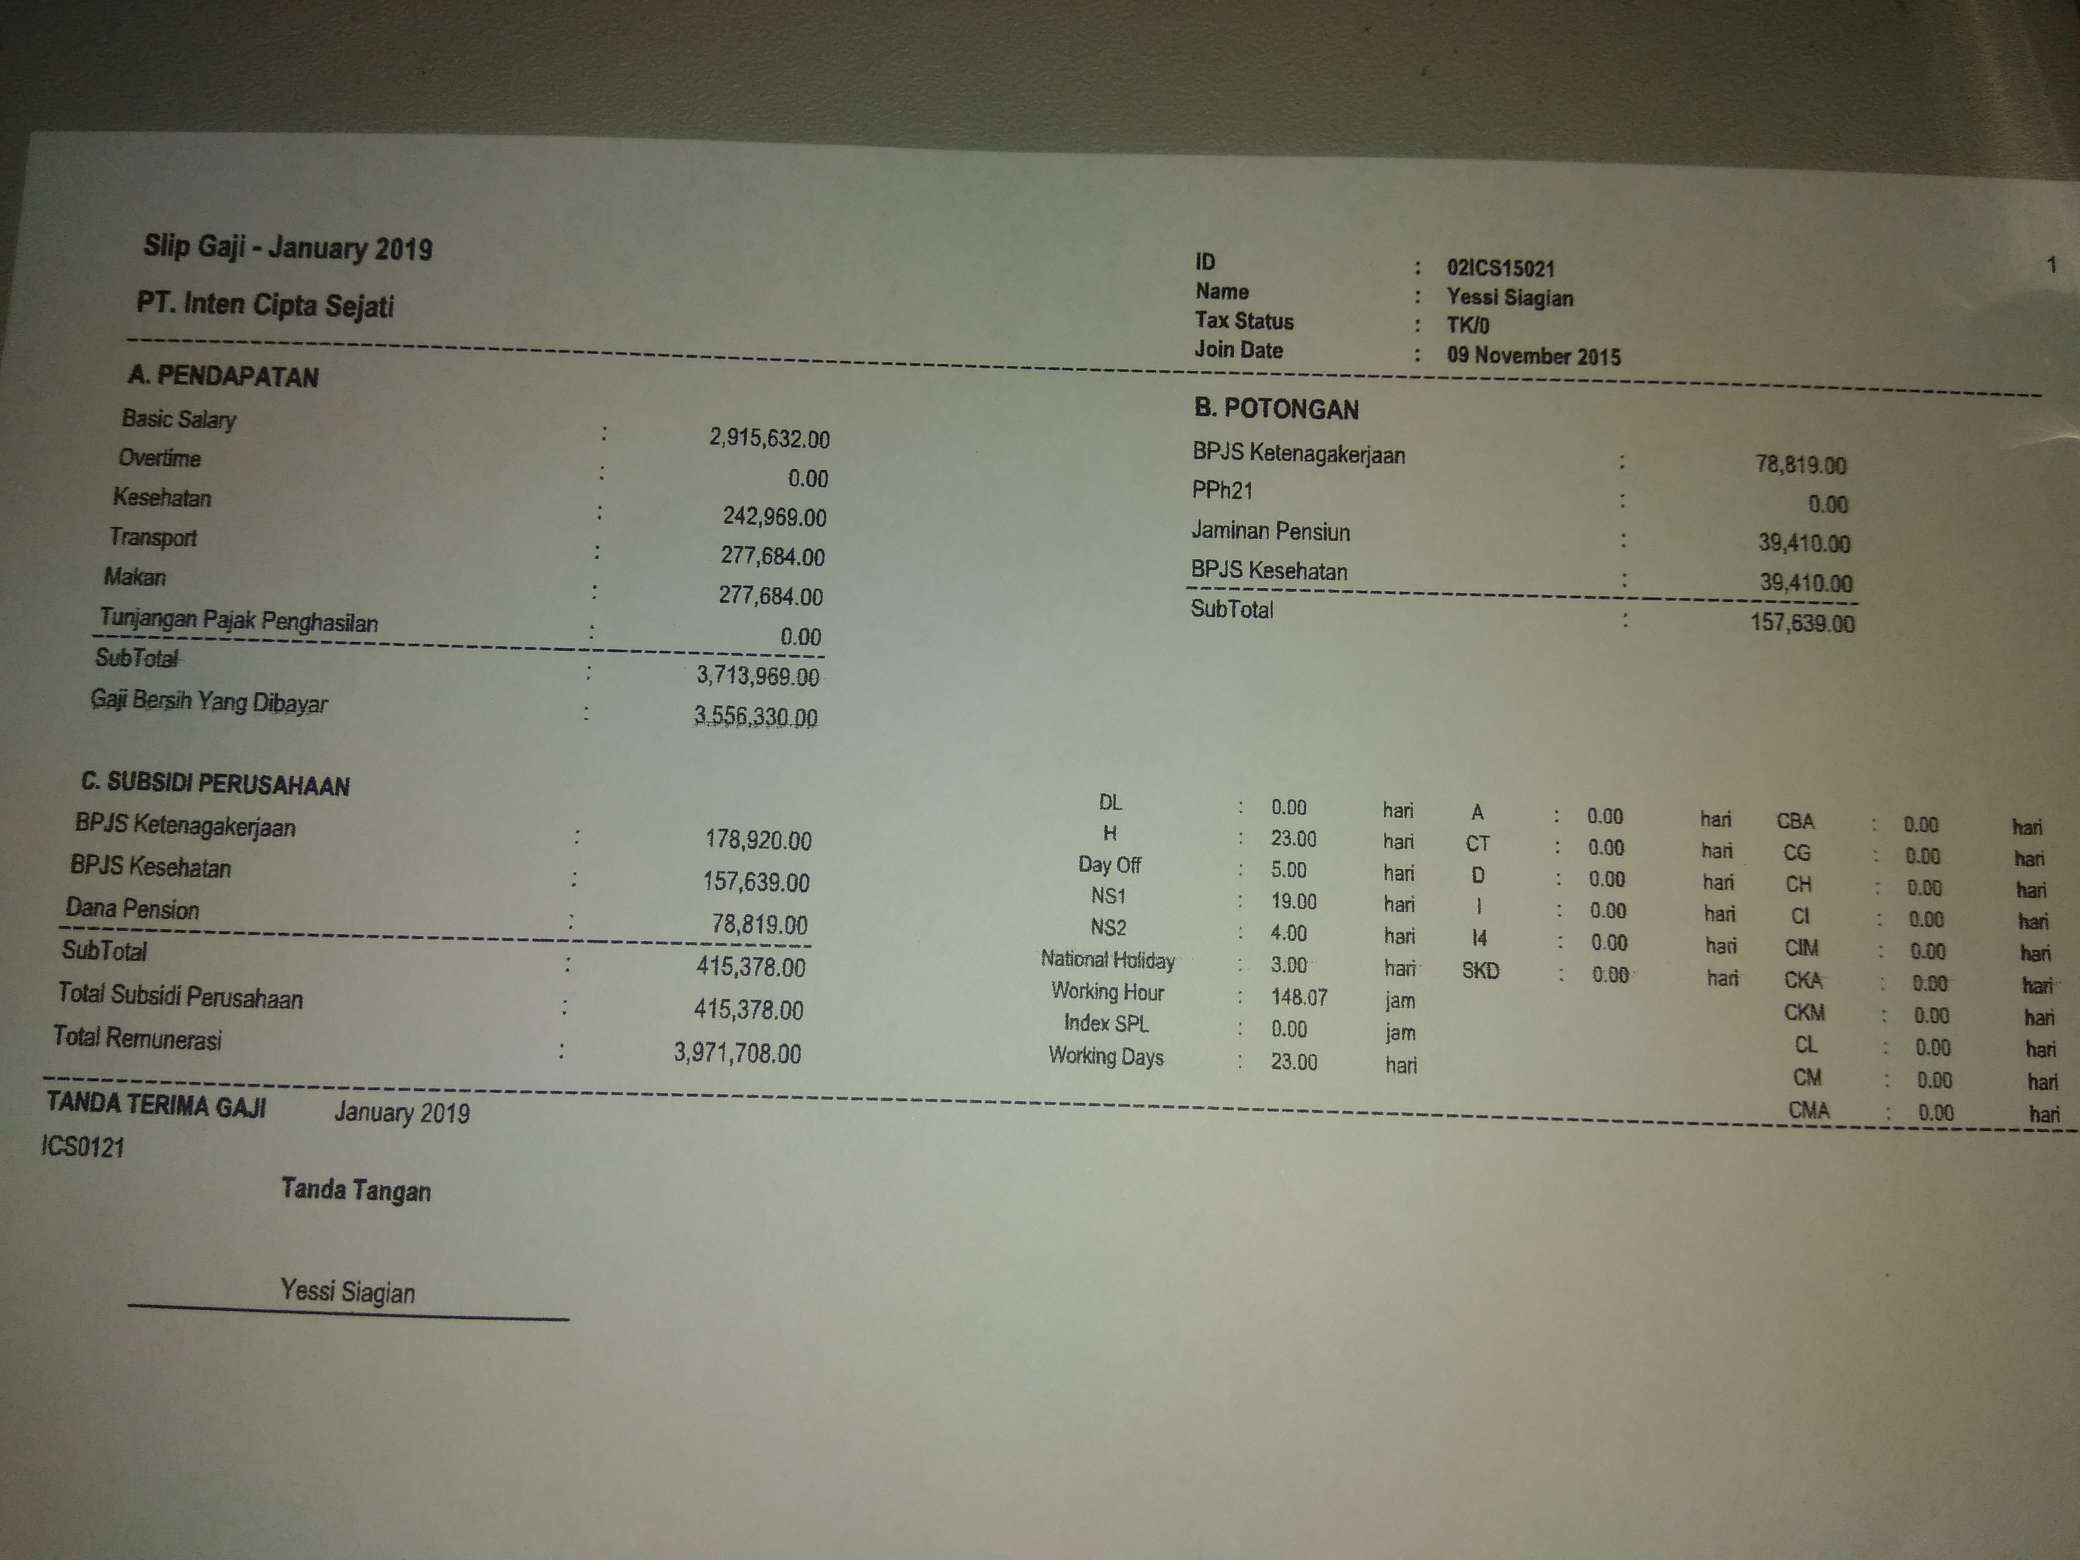 Slip Gaji - January 2019
PT. Inten Cipta Sejati
1
ID : 02ICS15021
Name : Yessi Siagian
Tax Status : TK/0
Join Date : 09 November 2015
A. PENDAPATAN
Basic Salary : 2,915,632.00
Overtime : 0.00
Kesehatan : 242,969.00
Transport : 277,684.00
Makan : 277,684.00
Tunjangan Pajak Penghasilan : 0.00
SubTotal : 3,713,969.00
Gaji Bersih Yang Dibayar : 3.556,330.00
B. POTONGAN
BPJS Ketenagakerjaan : 78,819.00
PPh21 : 0.00
Jaminan Pensiun : 39,410.00
BPJS Kesehatan : 39,410.00
SubTotal : 157,639.00
C. SUBSIDI PERUSAHAAN
BPJS Ketenagakerjaan : 178,920.00
BPJS Kesehatan : 157,639.00
Dana Pension : 78,819.00
SubTotal : 415,378.00
Total Subsidi Perusahaan : 415,378.00
Total Remunerasi : 3,971,708.00
DL : 0.00 hari A : 0.00 hari CBA : 0.00 hari
H : 23.00 hari CT : 0.00 hari CG : 0.00 hari
Day Off : 5.00 hari D : 0.00 hari CH : 0.00 hari
NS1 : 19.00 hari I : 0.00 hari CI : 0.00 hari
NS2 : 4.00 hari I4 : 0.00 hari CIM : 0.00 hari
National Holiday : 3.00 hari SKD : 0.00 hari CKA : 0.00 hari
Working Hour : 148.07 jam CKM : 0.00 hari
Index SPL : 0.00 jam CL : 0.00 hari
Working Days : 23.00 hari CM : 0.00 hari
CMA : 0.00 hari
TANDA TERIMA GAJI January 2019
ICS0121
Tanda Tangan
Yessi Siagian